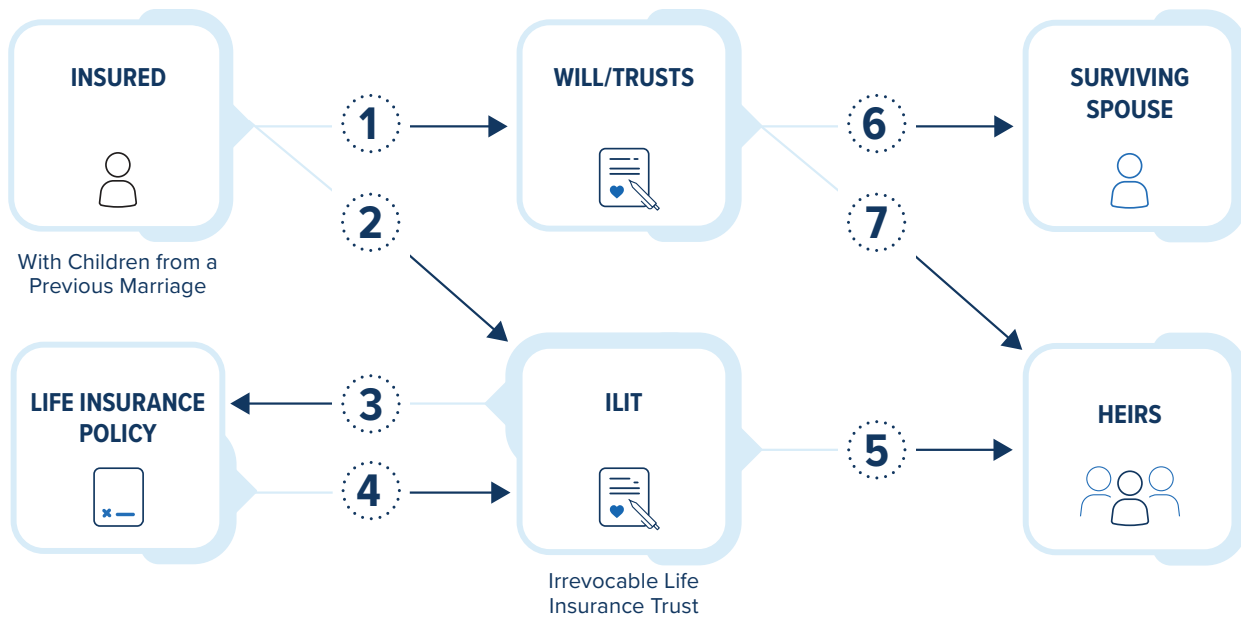 INSURED
With Children from a
Previous Marriage
1
2
WILL/TRUSTS
6
7
SURVIVING
SPOUSE
LIFE INSURANCE
POLICY
3
4
ILIT
Irrevocable Life
Insurance Trust
5
HEIRS